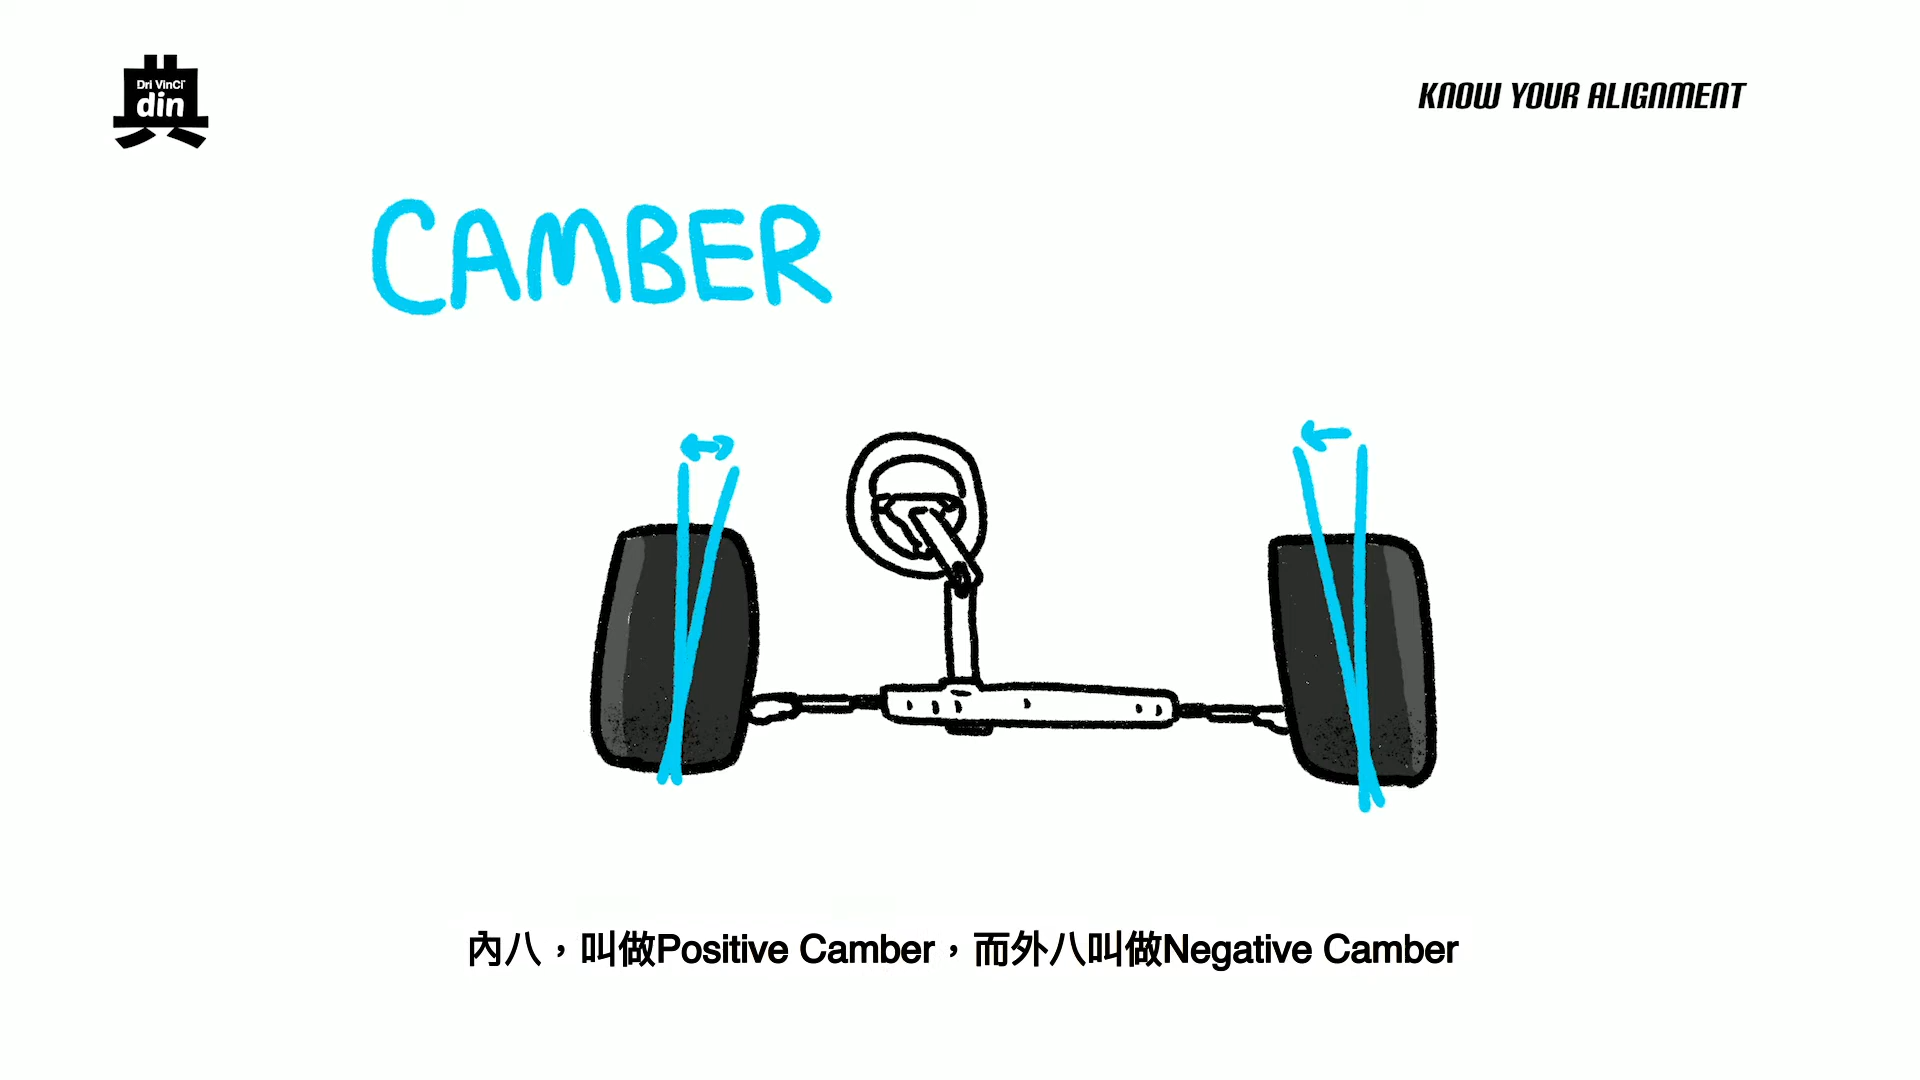 Dri VinCi
din
KNOW YOUR ALIGNMENT
CAMBER
內八，叫做Positive Camber，而外八叫做Negative Camber